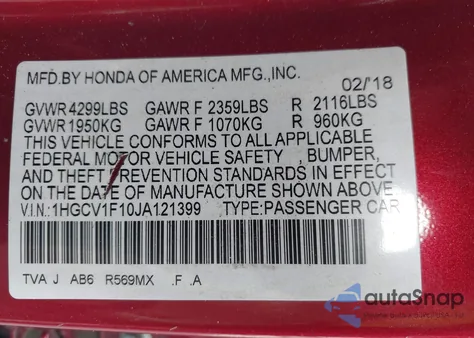 MFD.BY HONDA OF AMERICA MFG.,INC.
02/'18
GVWR 4299LBS GAWR F 2359LBS R 2116LBS
GVWR 1950KG GAWR F 1070KG R 960KG
THIS VEHICLE CONFORMS TO ALL APPLICABLE
FEDERAL MOTOR VEHICLE SAFETY , BUMPER,
AND THEFT PREVENTION STANDARDS IN EFFECT
ON THE DATE OF MANUFACTURE SHOWN ABOVE.
V.I.N.:1HGCV1F10JA121399 TYPE:PASSENGER CAR
TVA J AB6 R569MX .F .A
autoSnap